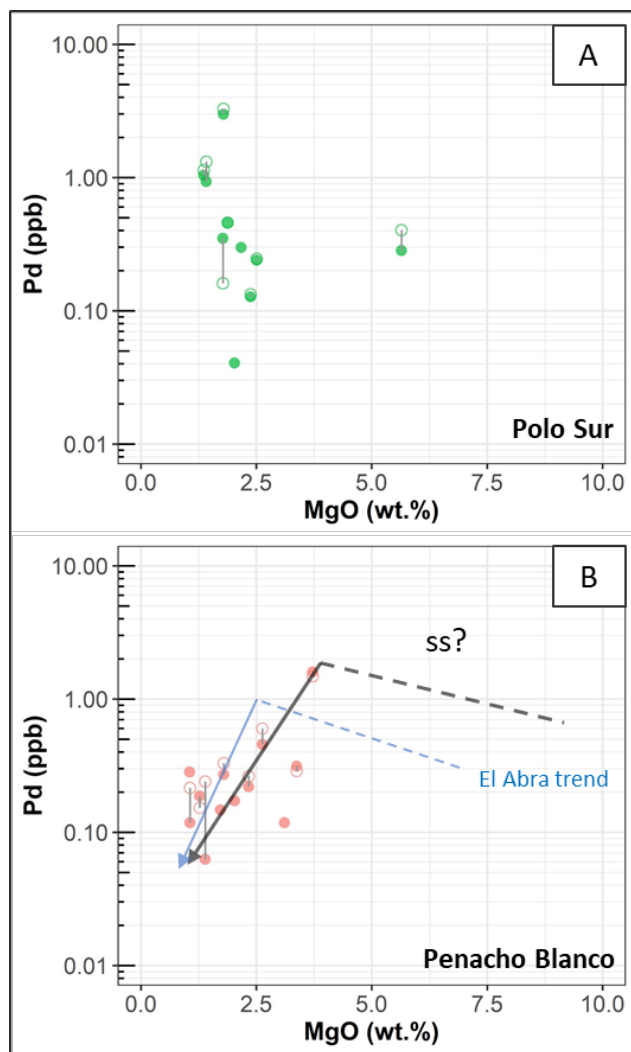 A
10.00
1.00
0.10
0.01
Pd (ppb)
Polo Sur
0.0 2.5 5.0 7.5 10.0
MgO (wt.%)
B
10.00
1.00
0.10
0.01
Pd (ppb)
ss?
El Abra trend
Penacho Blanco
0.0 2.5 5.0 7.5 10.0
MgO (wt.%)